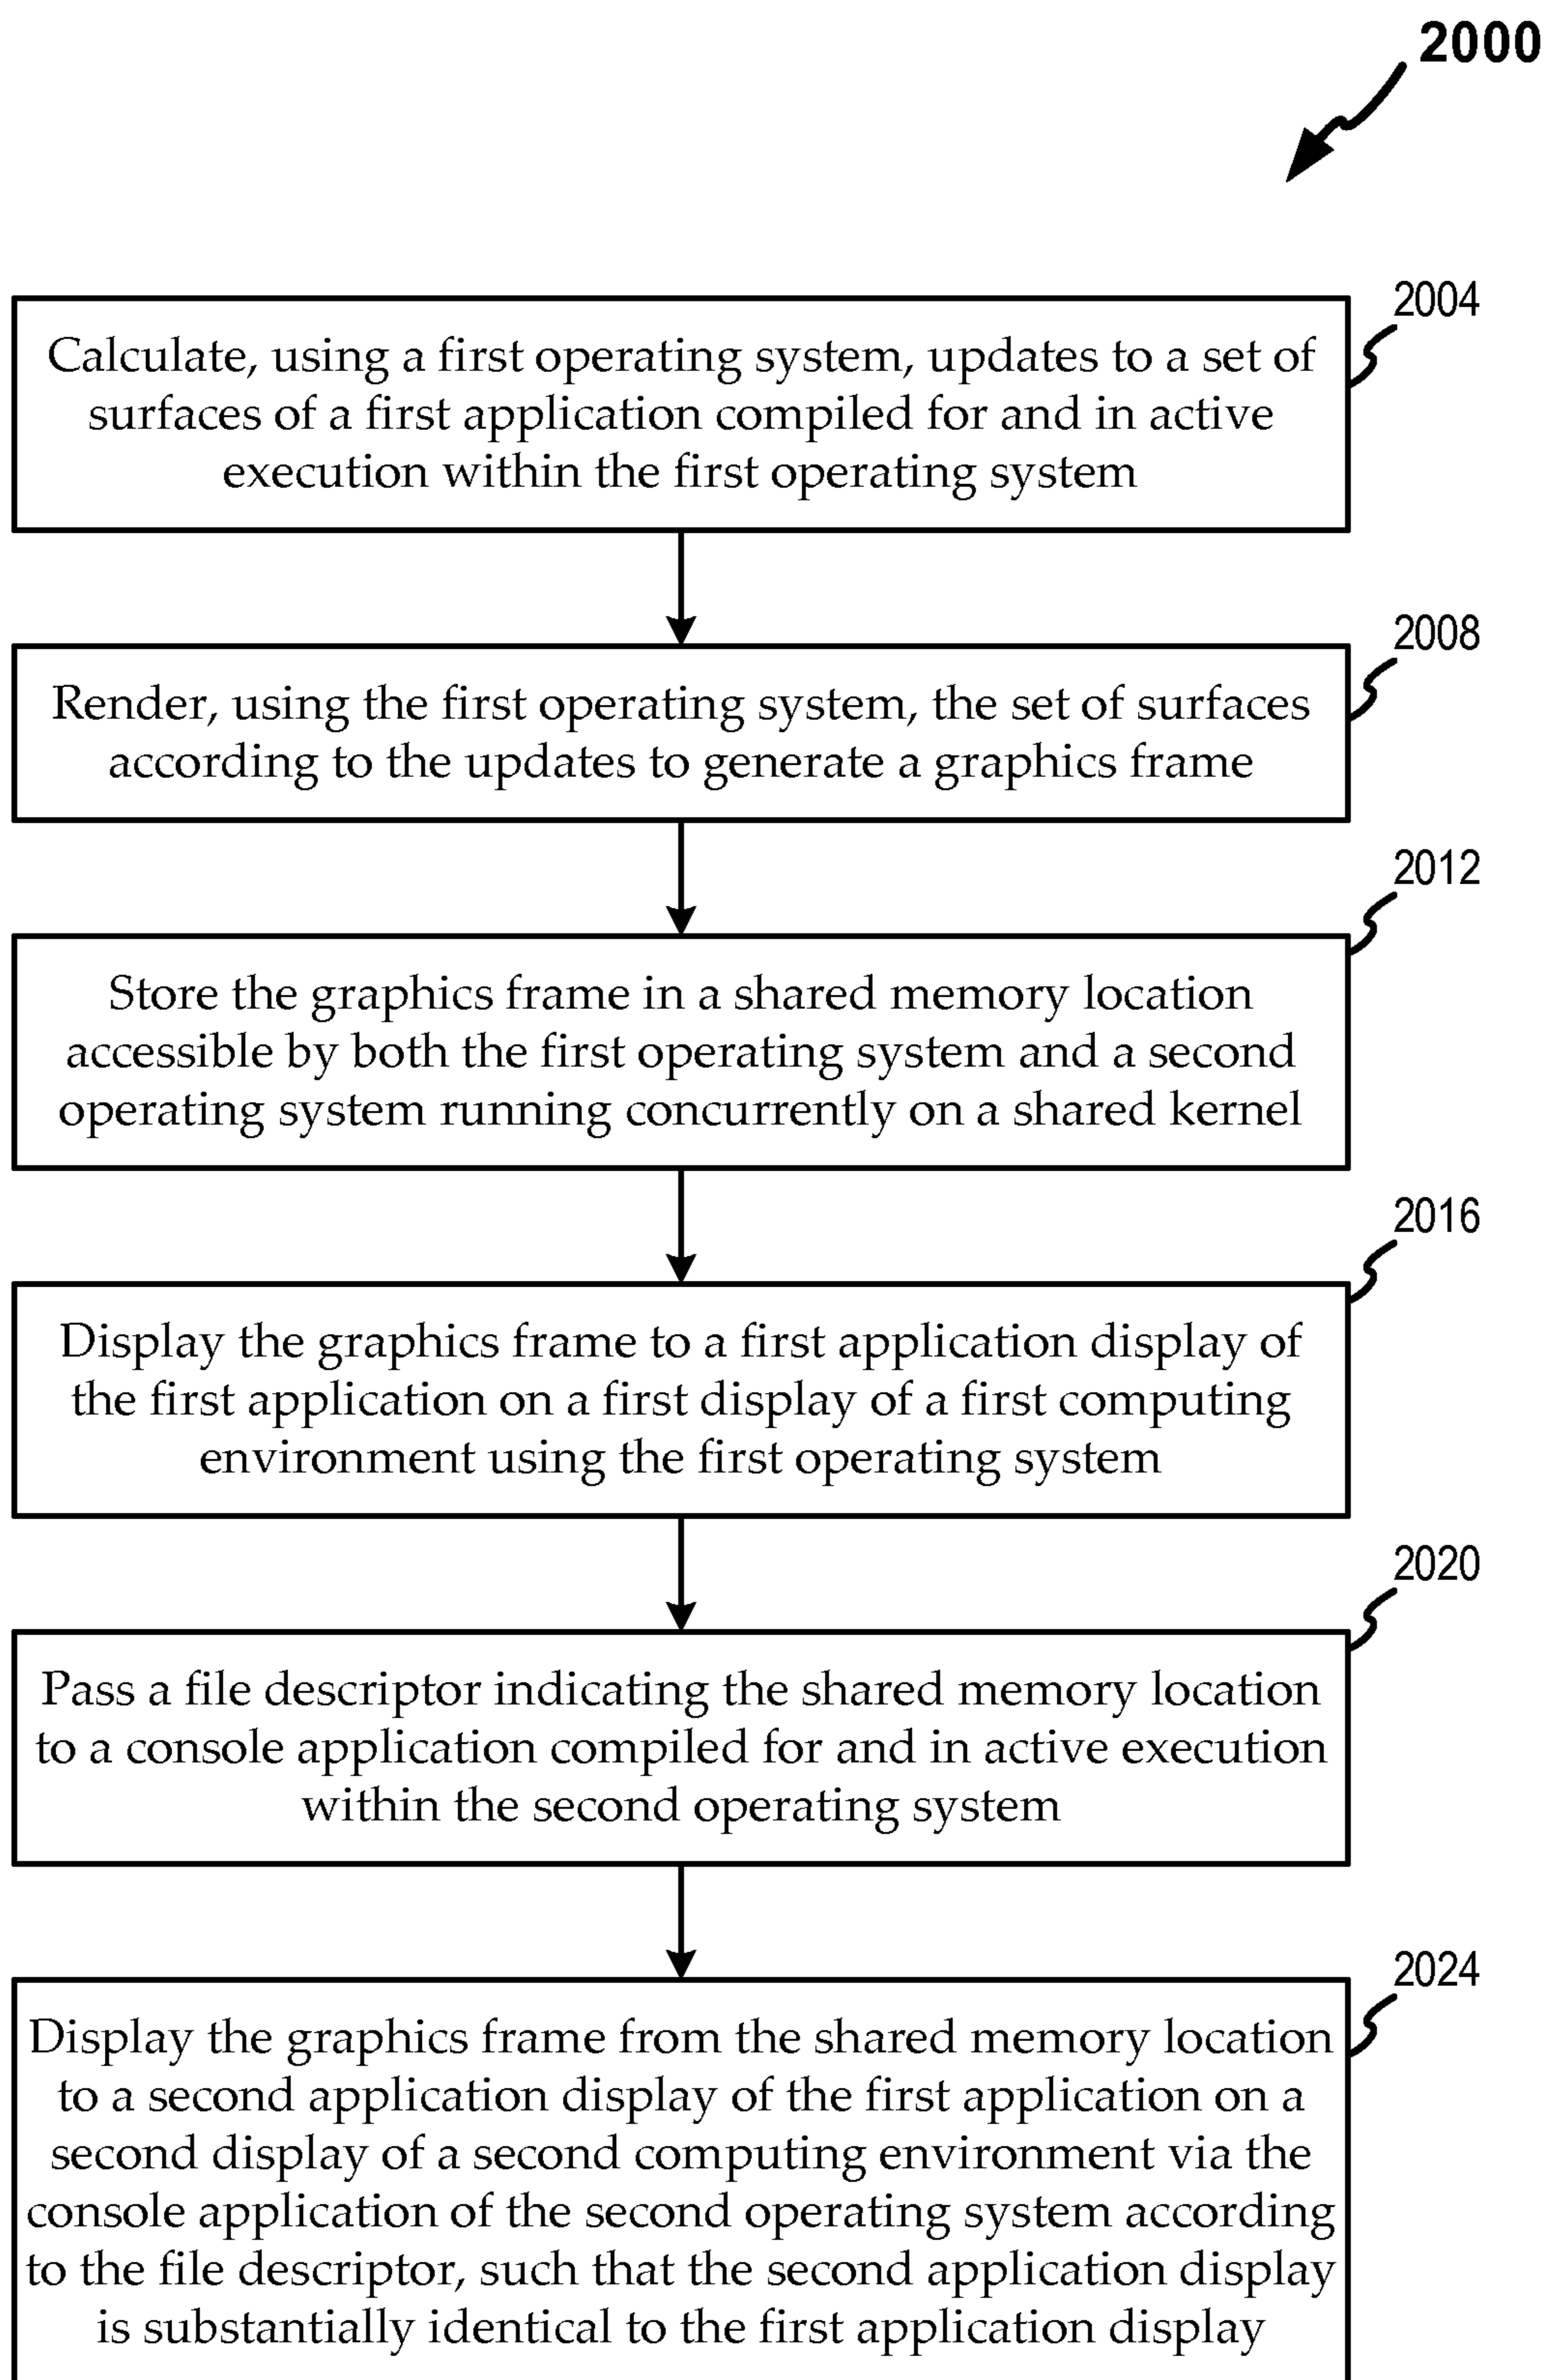 2000
2004
Calculate, using a first operating system, updates to a set of
surfaces of a first application compiled for and in active
execution within the first operating system
2008
Render, using the first operating system, the set of surfaces
according to the updates to generate a graphics frame
2012
Store the graphics frame in a shared memory location
accessible by both the first operating system and a second
operating system running concurrently on a shared kernel
2016
Display the graphics frame to a first application display of
the first application on a first display of a first computing
environment using the first operating system
2020
Pass a file descriptor indicating the shared memory location
to a console application compiled for and in active execution
within the second operating system
2024
Display the graphics frame from the shared memory location
to a second application display of the first application on a
second display of a second computing environment via the
console application of the second operating system according
to the file descriptor, such that the second application display
is substantially identical to the first application display